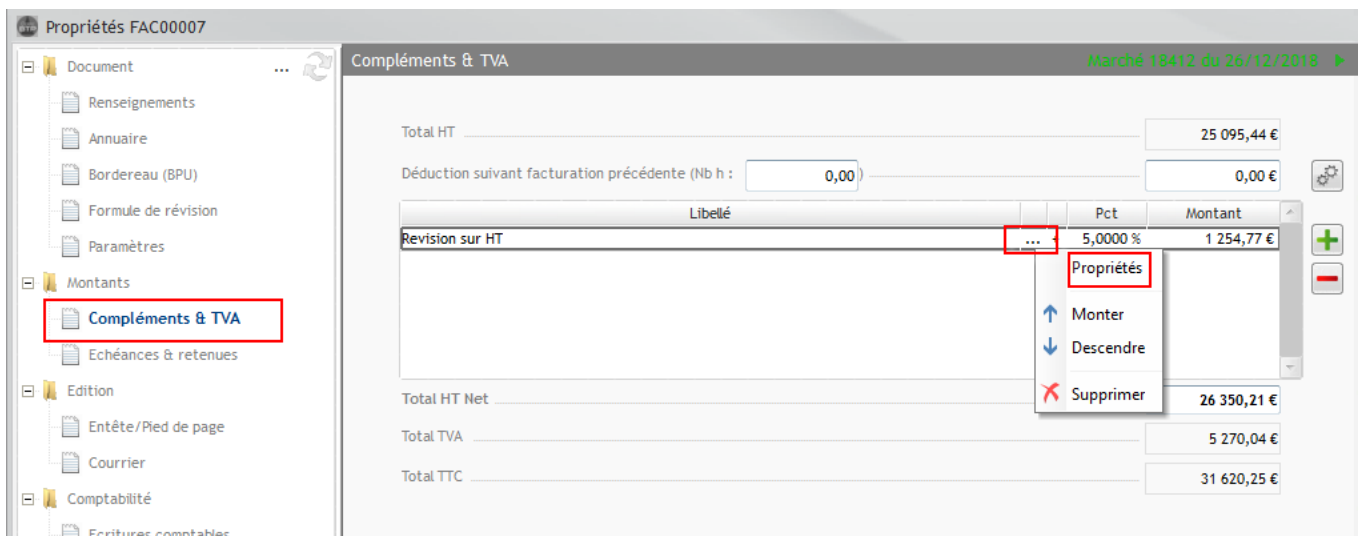 Propriétés FAC00007
Document ...
Renseignements
Annuaire
Bordereau (BPU)
Formule de révision
Paramètres
Montants
Compléments & TVA
Echéances & retenues
Edition
Entête/Pied de page
Courrier
Comptabilité
Ecritures comptables
Compléments & TVA Marché 18412 du 26/12/2018
Total HT 25 095,44 €
Déduction suivant facturation précédente (Nb h : 0,00 ) 0,00 €
Libellé Pct Montant
Revision sur HT ... 5,0000 % 1 254,77 €
Propriétés
Monter
Descendre
Supprimer
Total HT Net 26 350,21 €
Total TVA 5 270,04 €
Total TTC 31 620,25 €